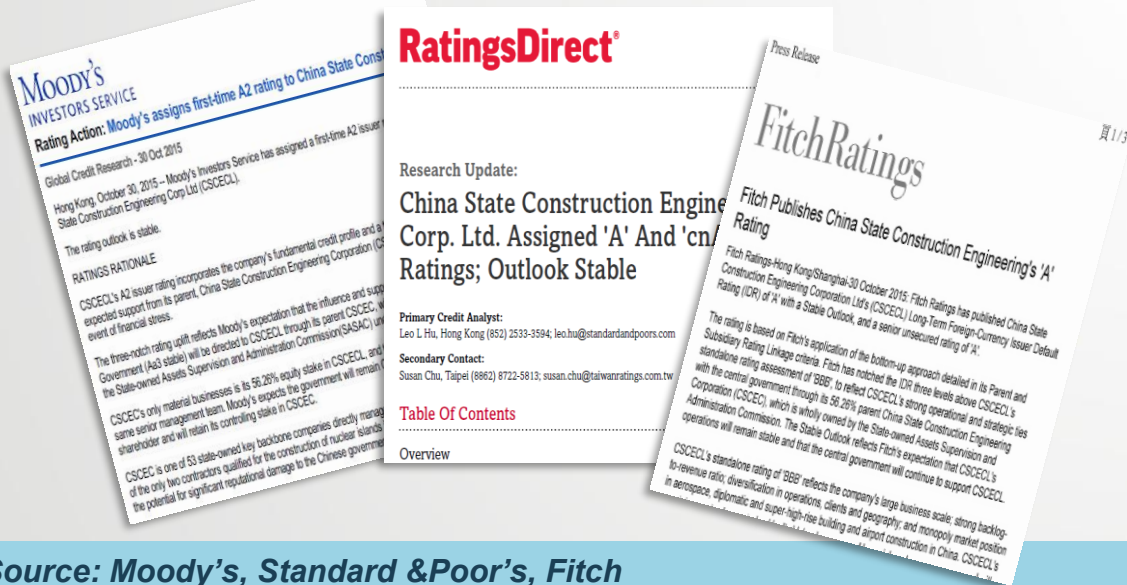 MOODY'S
INVESTORS SERVICE
Rating Action: Moody's assigns first-time A2 rating to China State Const
Global Credit Research - 30 Oct 2015
Hong Kong, October 30, 2015 -- Moody's Investors Service has assigned a first-time A2 issuer
State Construction Engineering Corp Ltd (CSCECL).
The rating outlook is stable.
RATINGS RATIONALE
CSCECL's A2 issuer rating incorporates the company's fundamental credit profile and a
expected support from its parent, China State Construction Engineering Corporation
event of financial stress.
The three-notch rating uplift reflects Moody's expectation that the influence and
Government (Aa3 stable) will be directed to CSCECL through its parent CSCEC,
the State-owned Assets Supervision and Administration Commission(SASAC)
CSCEC's only material businesses is its 56.26% equity stake in CSCECL, and
same senior management team. Moody's expects the government will remain
shareholder and will retain its controlling stake in CSCEC.
CSCEC is one of 53 state-owned key backbone companies directly
of the only two contractors qualified for the construction of nuclear islands
the potential for significant reputational damage to the Chinese
RatingsDirect®
Research Update:
China State Construction Engine
Corp. Ltd. Assigned 'A' And
Ratings; Outlook Stable
Primary Credit Analyst:
Leo L Hu, Hong Kong (852) 2533-3594; leo.hu@standardandpoors.com
Secondary Contact:
Susan Chu, Taipei (8862) 8722-5813; susan.chu@taiwanratings.com.tw
Table Of Contents
Overview
Press Release
頁 1 / 3
FitchRatings
Fitch Publishes China State Construction Engineering's 'A'
Rating
Fitch Ratings-Hong Kong/Shanghai-30 October 2015: Fitch Ratings has published China State
Construction Engineering Corporation Ltd's (CSCECL) Long-Term Foreign-Currency Issuer Default
Rating (IDR) of 'A' with a Stable Outlook, and a senior unsecured rating of 'A'.
The rating is based on Fitch's application of the bottom-up approach detailed in its Parent and
Subsidiary Rating Linkage criteria. Fitch has notched the IDR three levels above CSCECL's
standalone rating assessment of 'BBB', to reflect CSCECL's strong operational and strategic ties
with the central government through its 56.26% parent China State Construction Engineering
Corporation (CSCEC), which is wholly owned by the State-owned Assets Supervision and
Administration Commission. The Stable Outlook reflects Fitch's expectation that CSCECL's
operations will remain stable and that the central government will continue to support CSCECL.
CSCECL's standalone rating of 'BBB' reflects the company's large business scale; strong backlog-
to-revenue ratio; diversification in operations, clients and geography; and monopoly market position
in aerospace, diplomatic and super-high-rise building and airport construction in China. CSCECL's
Source: Moody's, Standard &Poor's, Fitch